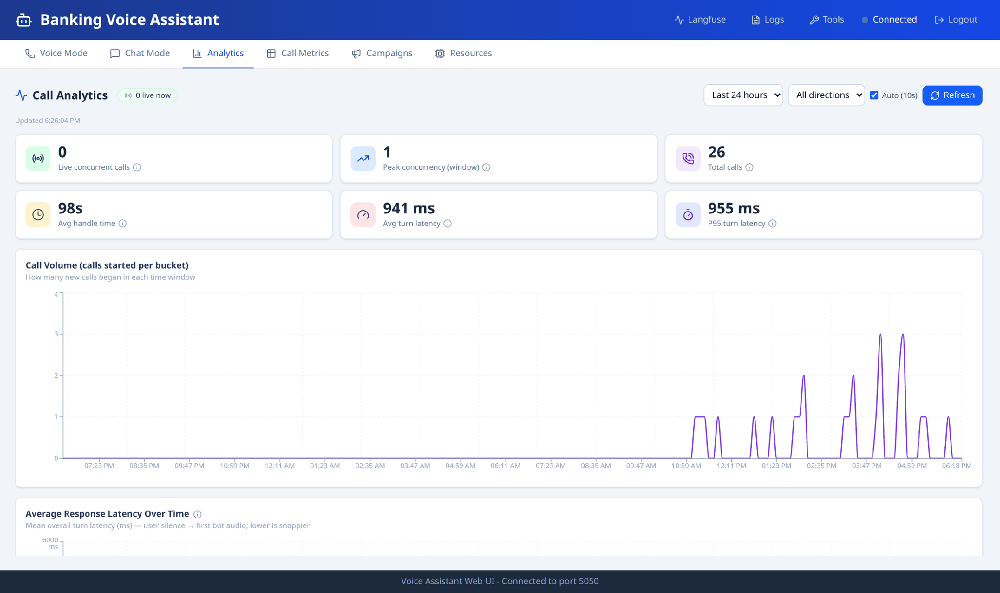 Banking Voice Assistant
Langfuse
Logs
Tools
Connected
Logout
Voice Mode
Chat Mode
Analytics
Call Metrics
Campaigns
Resources
Call Analytics
0 live now
Last 24 hours
All directions
Auto (10s)
Refresh
Updated 6:26:04 PM
0
Live concurrent calls
1
Peak concurrency (window)
26
Total calls
98s
Avg handle time
941 ms
Avg turn latency
955 ms
P95 turn latency
Call Volume (calls started per bucket)
How many new calls began in each time window
4
3
2
1
0
07:23 PM 08:35 PM 09:47 PM 10:59 PM 12:11 AM 01:23 AM 02:35 AM 03:47 AM 04:59 AM 06:11 AM 07:23 AM 08:35 AM 09:47 AM 10:59 AM 12:11 PM 01:23 PM 02:35 PM 03:47 PM 04:59 PM 06:18 PM
Average Response Latency Over Time
Mean overall turn latency (ms) — user silence → first bot audio; lower is snappier
6000
ms
Voice Assistant Web UI - Connected to port 5050